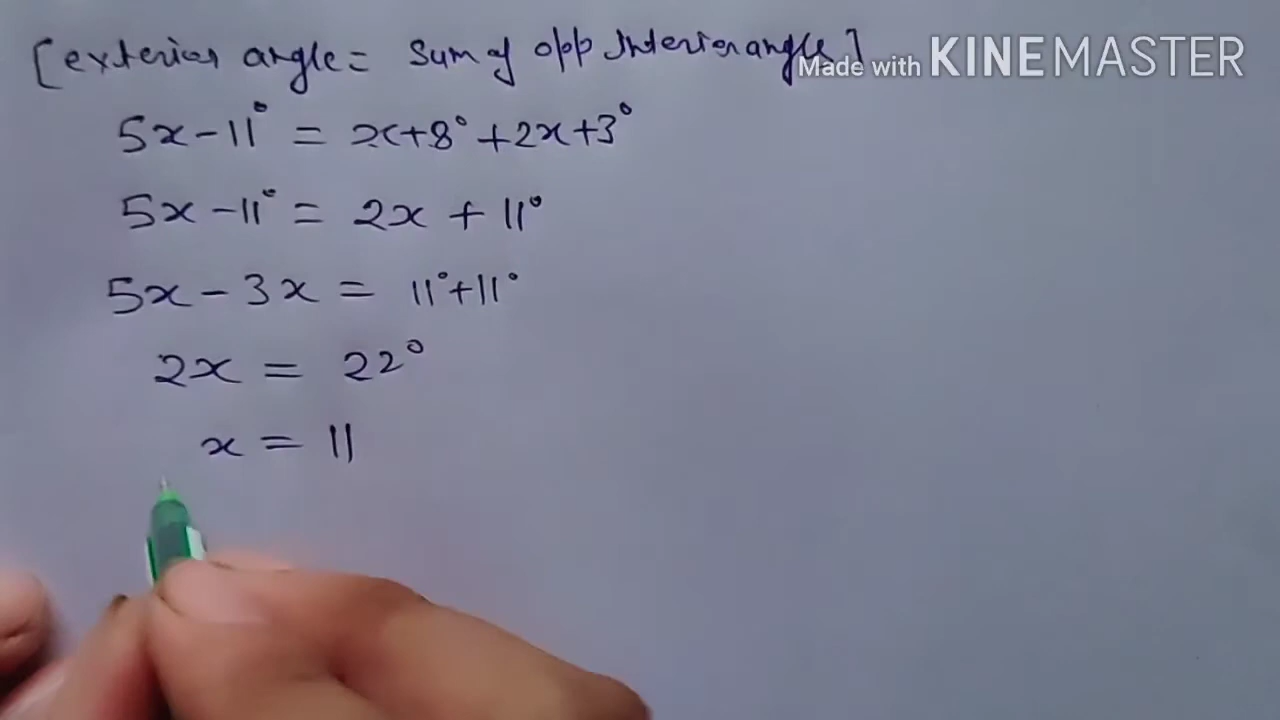 [exterior angle = sum of opp interior angle]
Made with KINEMASTER
5x - 11° = x + 8° + 2x + 3°
5x - 11° = 2x + 11°
5x - 3x = 11° + 11°
2x = 22°
x = 11